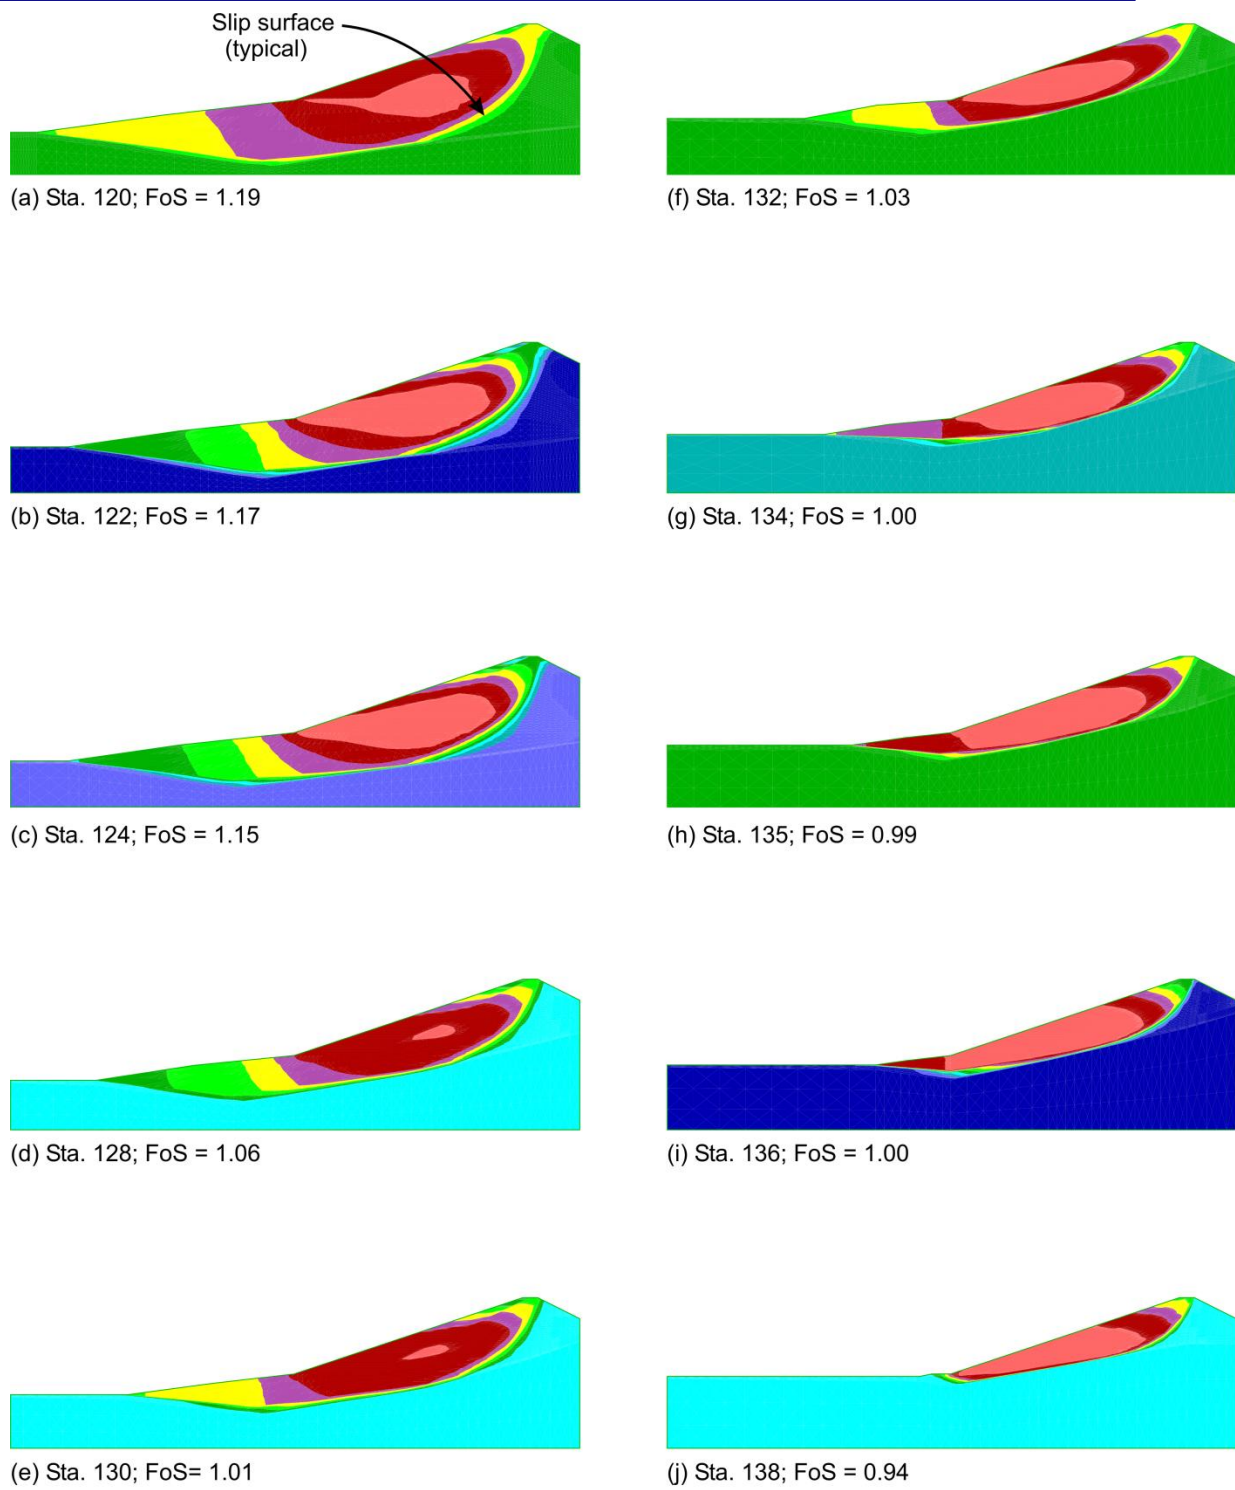 Slip surface
(typical)
(a) Sta. 120; FoS = 1.19
(b) Sta. 122; FoS = 1.17
(c) Sta. 124; FoS = 1.15
(d) Sta. 128; FoS = 1.06
(e) Sta. 130; FoS= 1.01
(f) Sta. 132; FoS = 1.03
(g) Sta. 134; FoS = 1.00
(h) Sta. 135; FoS = 0.99
(i) Sta. 136; FoS = 1.00
(j) Sta. 138; FoS = 0.94